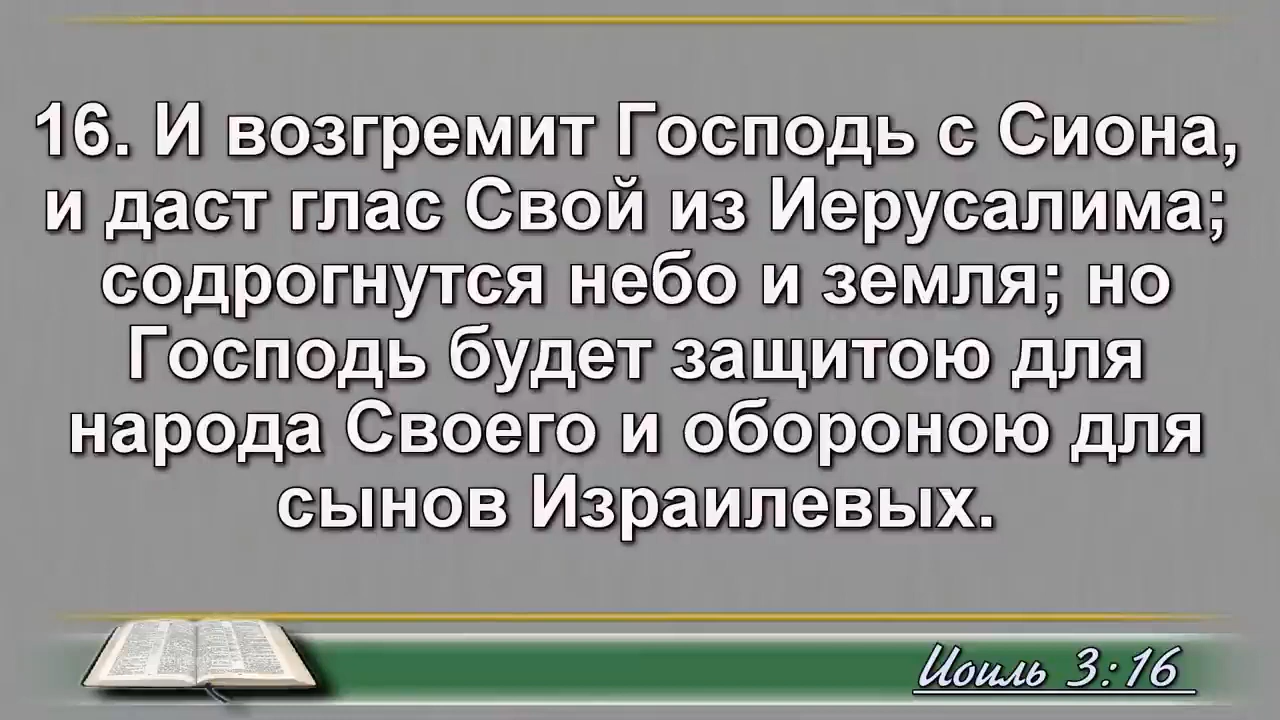 16. И возгремит Господь с Сиона,
и даст глас Свой из Иерусалима;
содрогнутся небо и земля; но
Господь будет защитою для
народа Своего и обороною для
сынов Израилевых.
Иоиль 3:16